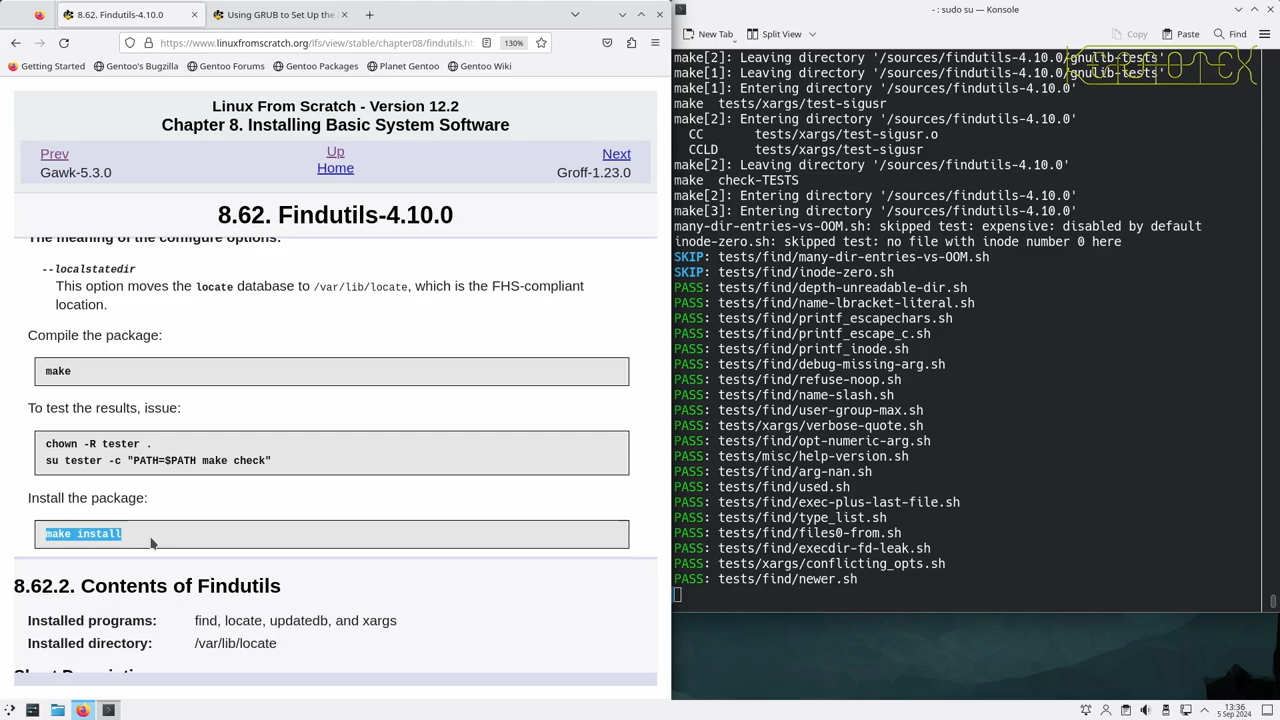 8.62. Findutils-4.10.0
Using GRUB to Set Up the
https://www.linuxfromscratch.org/lfs/view/stable/chapter08/findutils.ht
130%
Getting Started
Gentoo's Bugzilla
Gentoo Forums
Gentoo Packages
Planet Gentoo
Gentoo Wiki
Linux From Scratch - Version 12.2
Chapter 8. Installing Basic System Software
Prev
Up
Next
Gawk-5.3.0
Home
Groff-1.23.0
8.62. Findutils-4.10.0
The meaning of the configure options:
--localstatedir
This option moves the locate database to /var/lib/locate, which is the FHS-compliant
location.
Compile the package:
make
To test the results, issue:
chown -R tester .
su tester -c "PATH=$PATH make check"
Install the package:
make install
8.62.2. Contents of Findutils
Installed programs: find, locate, updatedb, and xargs
Installed directory: /var/lib/locate
- : sudo su — Konsole
New Tab
Split View
Copy
Paste
Find
make[2]: Leaving directory '/sources/findutils-4.10.0/gnulib-tests'
make[1]: Leaving directory '/sources/findutils-4.10.0/gnulib-tests'
make[1]: Entering directory '/sources/findutils-4.10.0'
make  tests/xargs/test-sigusr
make[2]: Entering directory '/sources/findutils-4.10.0'
CC       tests/xargs/test-sigusr.o
CCLD     tests/xargs/test-sigusr
make[2]: Leaving directory '/sources/findutils-4.10.0'
make  check-TESTS
make[2]: Entering directory '/sources/findutils-4.10.0'
make[3]: Entering directory '/sources/findutils-4.10.0'
many-dir-entries-vs-OOM.sh: skipped test: expensive: disabled by default
inode-zero.sh: skipped test: no file with inode number 0 here
SKIP: tests/find/many-dir-entries-vs-OOM.sh
SKIP: tests/find/inode-zero.sh
PASS: tests/find/depth-unreadable-dir.sh
PASS: tests/find/name-lbracket-literal.sh
PASS: tests/find/printf_escapechars.sh
PASS: tests/find/printf_escape_c.sh
PASS: tests/find/printf_inode.sh
PASS: tests/find/debug-missing-arg.sh
PASS: tests/find/refuse-noop.sh
PASS: tests/find/name-slash.sh
PASS: tests/find/user-group-max.sh
PASS: tests/xargs/verbose-quote.sh
PASS: tests/find/opt-numeric-arg.sh
PASS: tests/misc/help-version.sh
PASS: tests/find/arg-nan.sh
PASS: tests/find/used.sh
PASS: tests/find/exec-plus-last-file.sh
PASS: tests/find/type_list.sh
PASS: tests/find/files0-from.sh
PASS: tests/find/execdir-fd-leak.sh
PASS: tests/xargs/conflicting_opts.sh
PASS: tests/find/newer.sh
13:36
5 Sep 2024